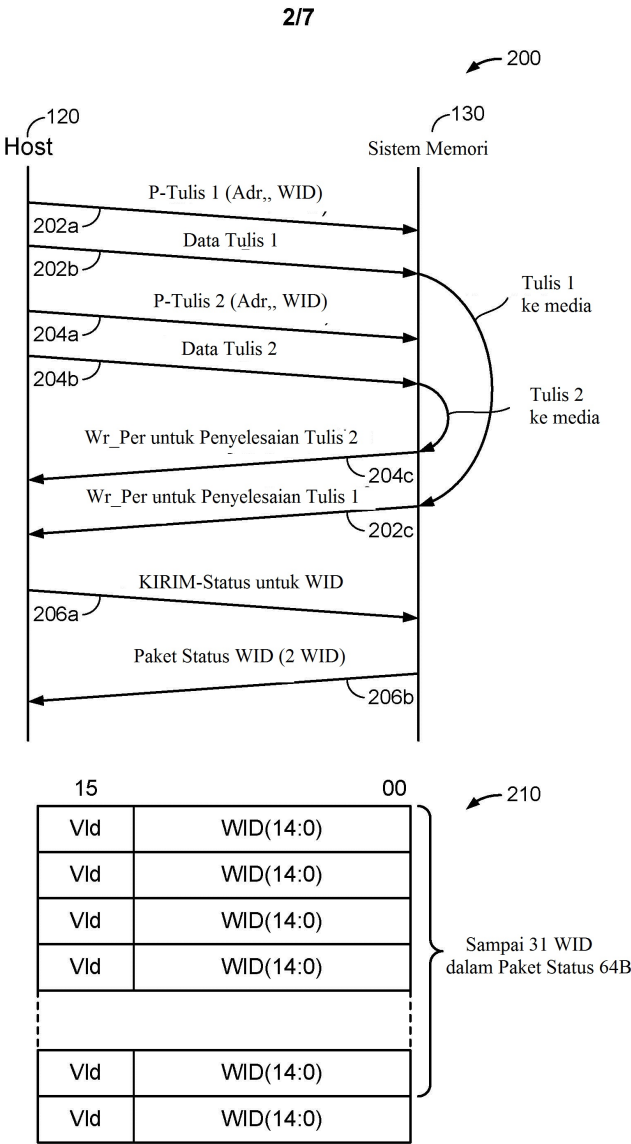 2/7
200
120
130
Host
Sistem Memori
P-Tulis 1 (Adr,, WID)
202a
Data Tulis 1
202b
Tulis 1
ke media
P-Tulis 2 (Adr,, WID)
204a
Data Tulis 2
204b
Tulis 2
ke media
Wr_Per untuk Penyelesaian Tulis 2
204c
Wr_Per untuk Penyelesaian Tulis 1
202c
KIRIM-Status untuk WID
206a
Paket Status WID (2 WID)
206b
15 00
210
Vld WID(14:0)
Vld WID(14:0)
Vld WID(14:0)
Vld WID(14:0)
Sampai 31 WID
dalam Paket Status 64B
Vld WID(14:0)
Vld WID(14:0)